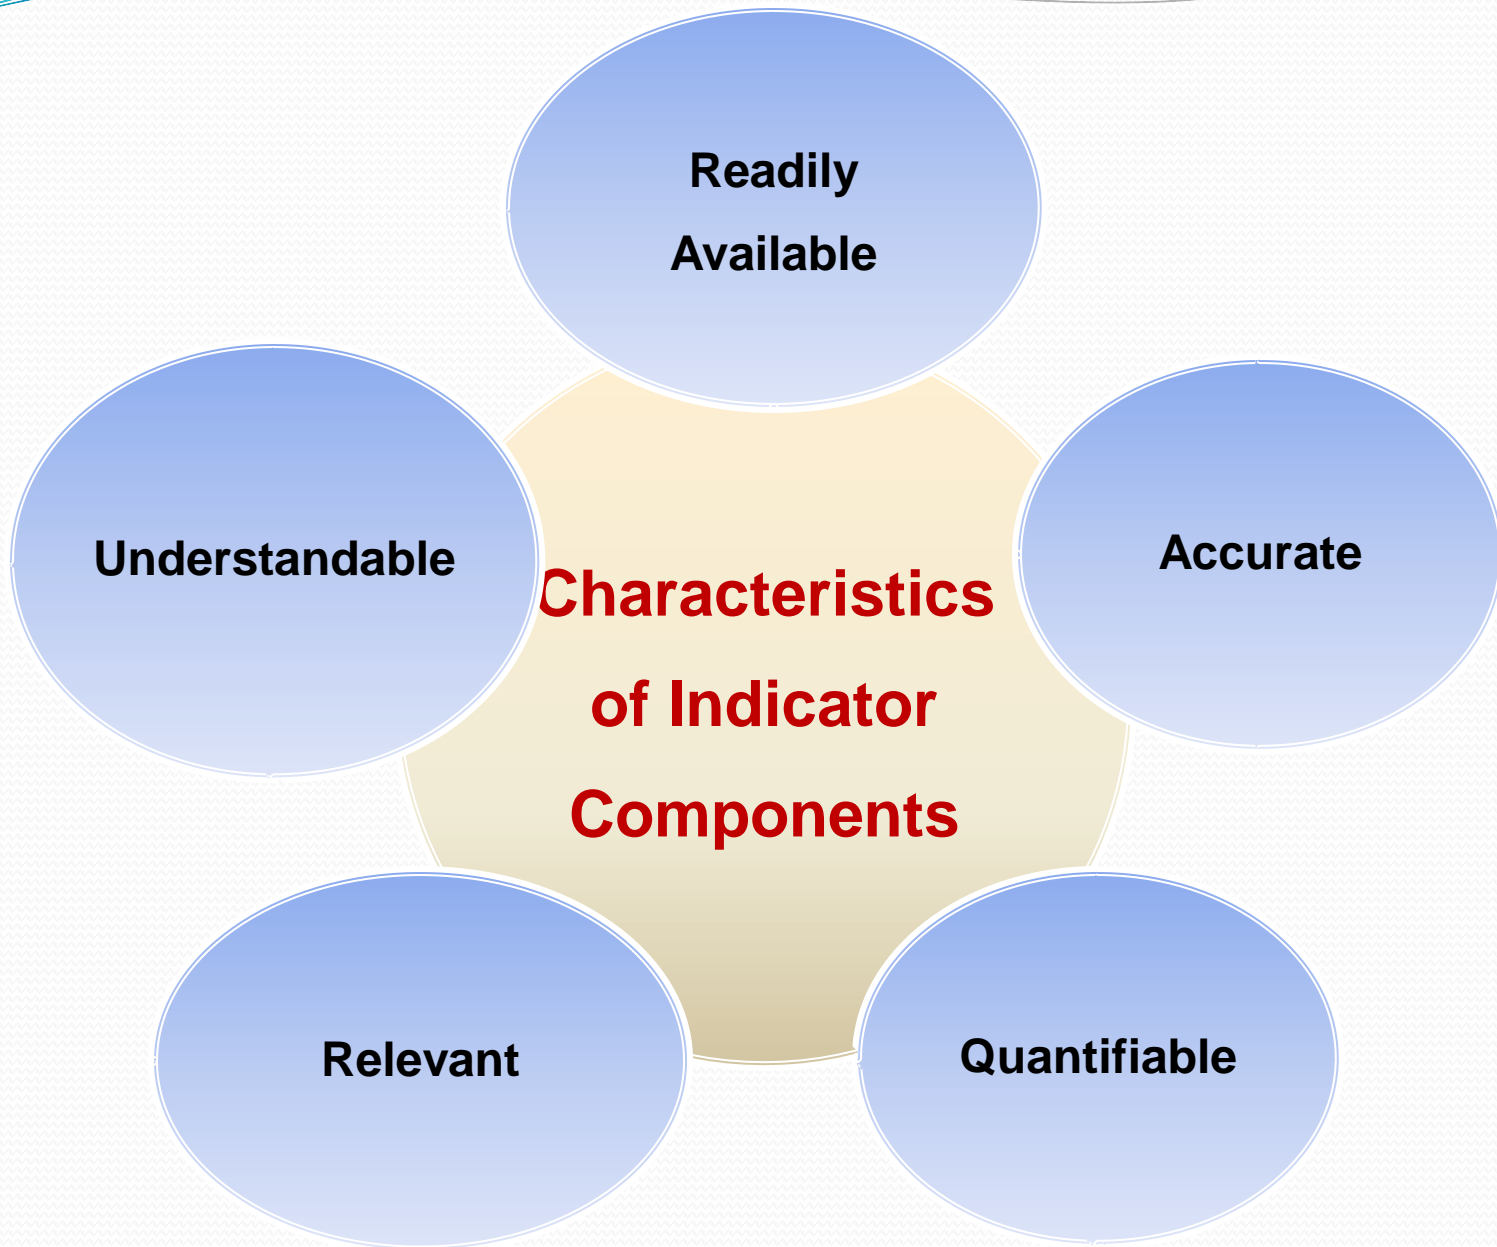 Readily
Available
Understandable
Accurate
Characteristics
of Indicator
Components
Relevant
Quantifiable